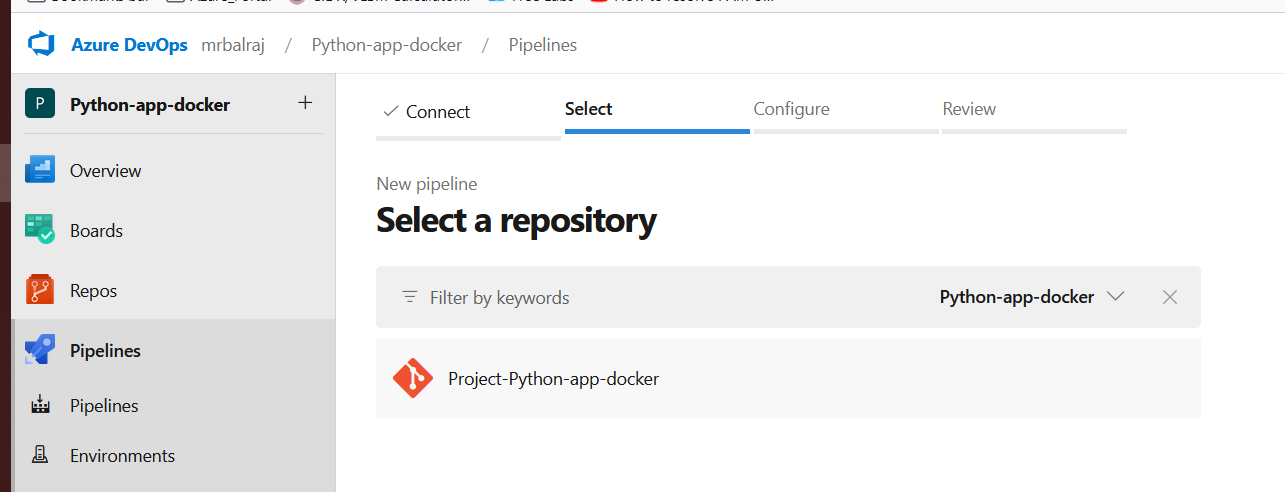 Azure DevOps mrbalraj / Python-app-docker / Pipelines
P Python-app-docker +
Overview
Boards
Repos
Pipelines
Pipelines
Environments
Connect Select Configure Review
New pipeline
Select a repository
Filter by keywords Python-app-docker
Project-Python-app-docker